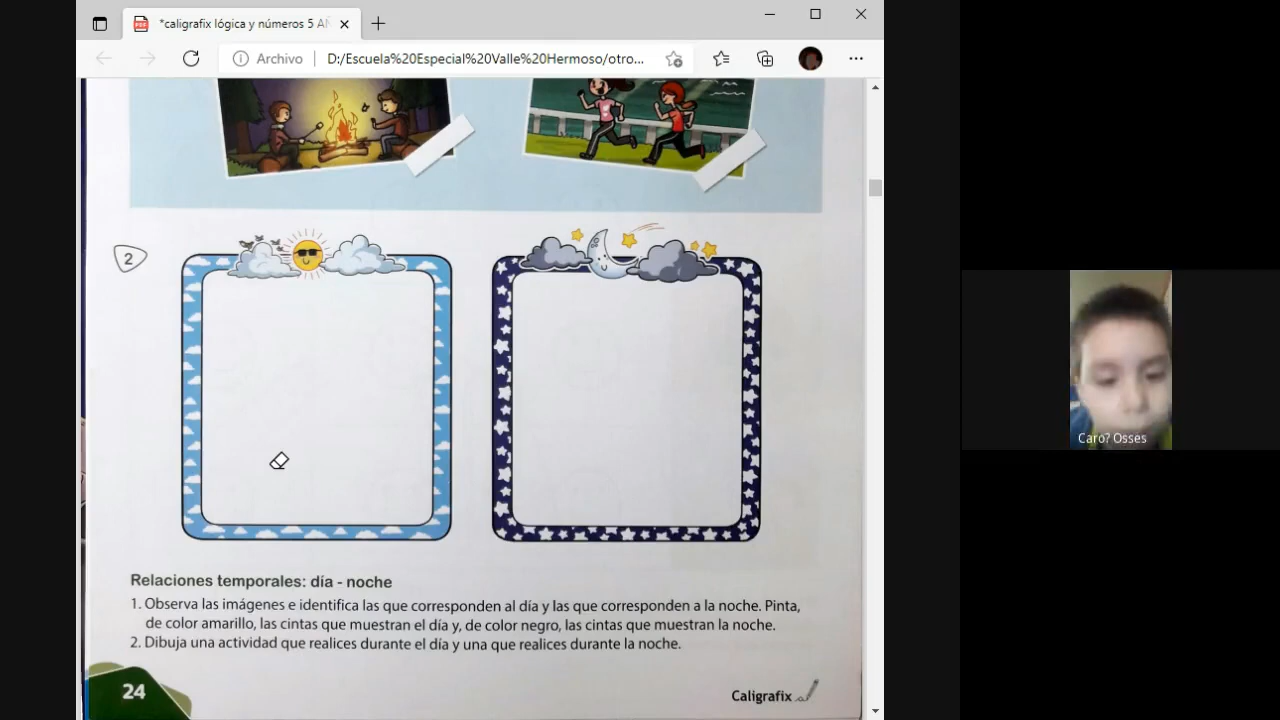 *caligrafix lógica y números 5 AÑ
Archivo
D:/Escuela%20Especial%20Valle%20Hermoso/otro...
2
Relaciones temporales: día - noche
1. Observa las imágenes e identifica las que corresponden al día y las que corresponden a la noche. Pinta,
de color amarillo, las cintas que muestran el día y, de color negro, las cintas que muestran la noche.
2. Dibuja una actividad que realices durante el día y una que realices durante la noche.
24
Caligrafix
Caro? Osses